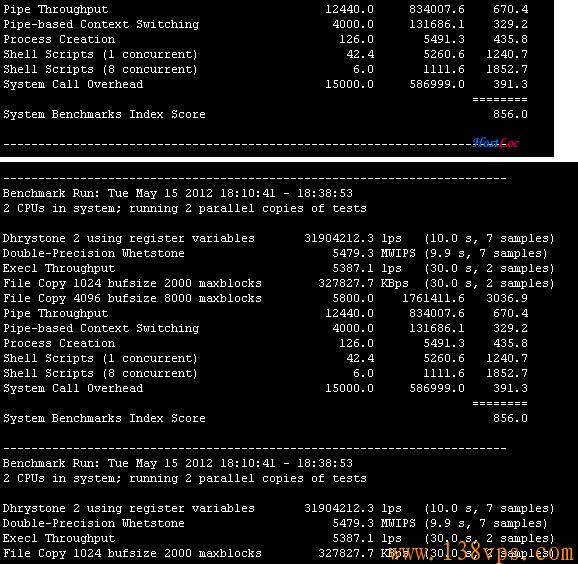 Pipe Throughput 12440.0 834007.6 670.4
Pipe-based Context Switching 4000.0 131686.1 329.2
Process Creation 126.0 5491.3 435.8
Shell Scripts (1 concurrent) 42.4 5260.6 1240.7
Shell Scripts (8 concurrent) 6.0 1111.6 1852.7
System Call Overhead 15000.0 586999.0 391.3
========
System Benchmarks Index Score 856.0
------------------------------------------------------------------------
HostLoc
------------------------------------------------------------------------
Benchmark Run: Tue May 15 2012 18:10:41 - 18:38:53
2 CPUs in system; running 2 parallel copies of tests
Dhrystone 2 using register variables 31904212.3 lps (10.0 s, 7 samples)
Double-Precision Whetstone 5479.3 MWIPS (9.9 s, 7 samples)
Execl Throughput 5387.1 lps (30.0 s, 2 samples)
File Copy 1024 bufsize 2000 maxblocks 327827.7 KBps (30.0 s, 2 samples)
File Copy 4096 bufsize 8000 maxblocks 5800.0 1761411.6 3036.9
Pipe Throughput 12440.0 834007.6 670.4
Pipe-based Context Switching 4000.0 131686.1 329.2
Process Creation 126.0 5491.3 435.8
Shell Scripts (1 concurrent) 42.4 5260.6 1240.7
Shell Scripts (8 concurrent) 6.0 1111.6 1852.7
System Call Overhead 15000.0 586999.0 391.3
========
System Benchmarks Index Score 856.0
------------------------------------------------------------------------
Benchmark Run: Tue May 15 2012 18:10:41 - 18:38:53
2 CPUs in system; running 2 parallel copies of tests
Dhrystone 2 using register variables 31904212.3 lps (10.0 s, 7 samples)
Double-Precision Whetstone 5479.3 MWIPS (9.9 s, 7 samples)
Execl Throughput 5387.1 lps (30.0 s, 2 samples)
File Copy 1024 bufsize 2000 maxblocks 327827.7 KBps (30.0 s, 2 samples)
www.138vps.com